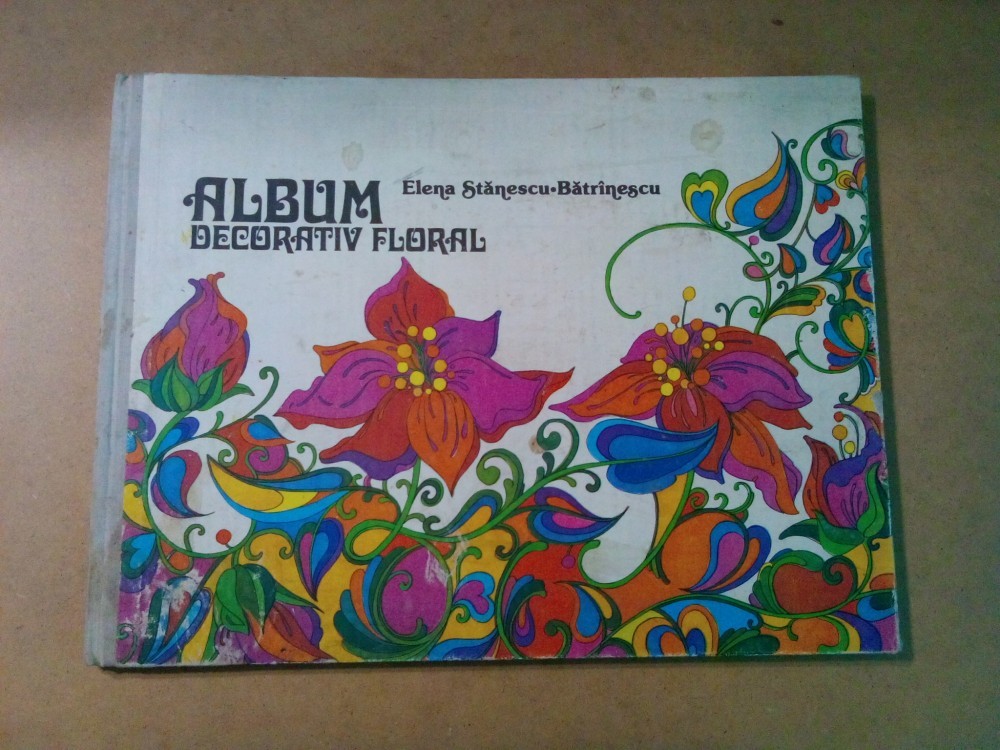 ALBUM
Elena Stănescu•Bătrînescu
DECORATIV FLORAL